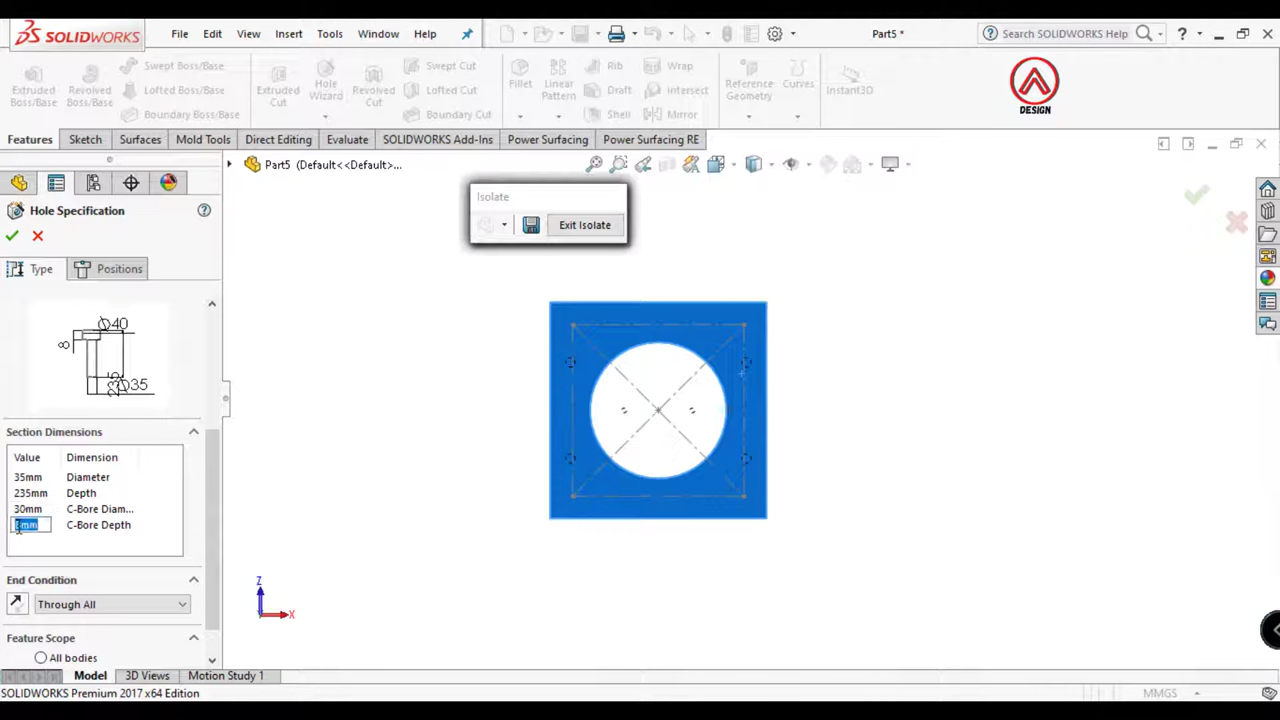 SOLIDWORKS File Edit View Insert Tools Window Help Part5 * Search SOLIDWORKS Help ?
Extruded Boss/Base
Revolved Boss/Base
Swept Boss/Base
Lofted Boss/Base
Boundary Boss/Base
Extruded Cut
Hole Wizard
Revolved Cut
Swept Cut
Lofted Cut
Boundary Cut
Fillet
Linear Pattern
Rib
Draft
Shell
Wrap
Intersect
Mirror
Reference Geometry
Curves
Instant3D
DESIGN
Features Sketch Surfaces Mold Tools Direct Editing Evaluate SOLIDWORKS Add-Ins Power Surfacing Power Surfacing RE
Part5 (Default<<Default>...
Isolate
Exit Isolate
Hole Specification
Type Positions
Ø40
8
Ø35
Section Dimensions
Value Dimension
35mm Diameter
235mm Depth
30mm C-Bore Diam...
C-Bore Depth
End Condition
Through All
Feature Scope
All bodies
Z
X
Model 3D Views Motion Study 1
SOLIDWORKS Premium 2017 x64 Edition MMGS